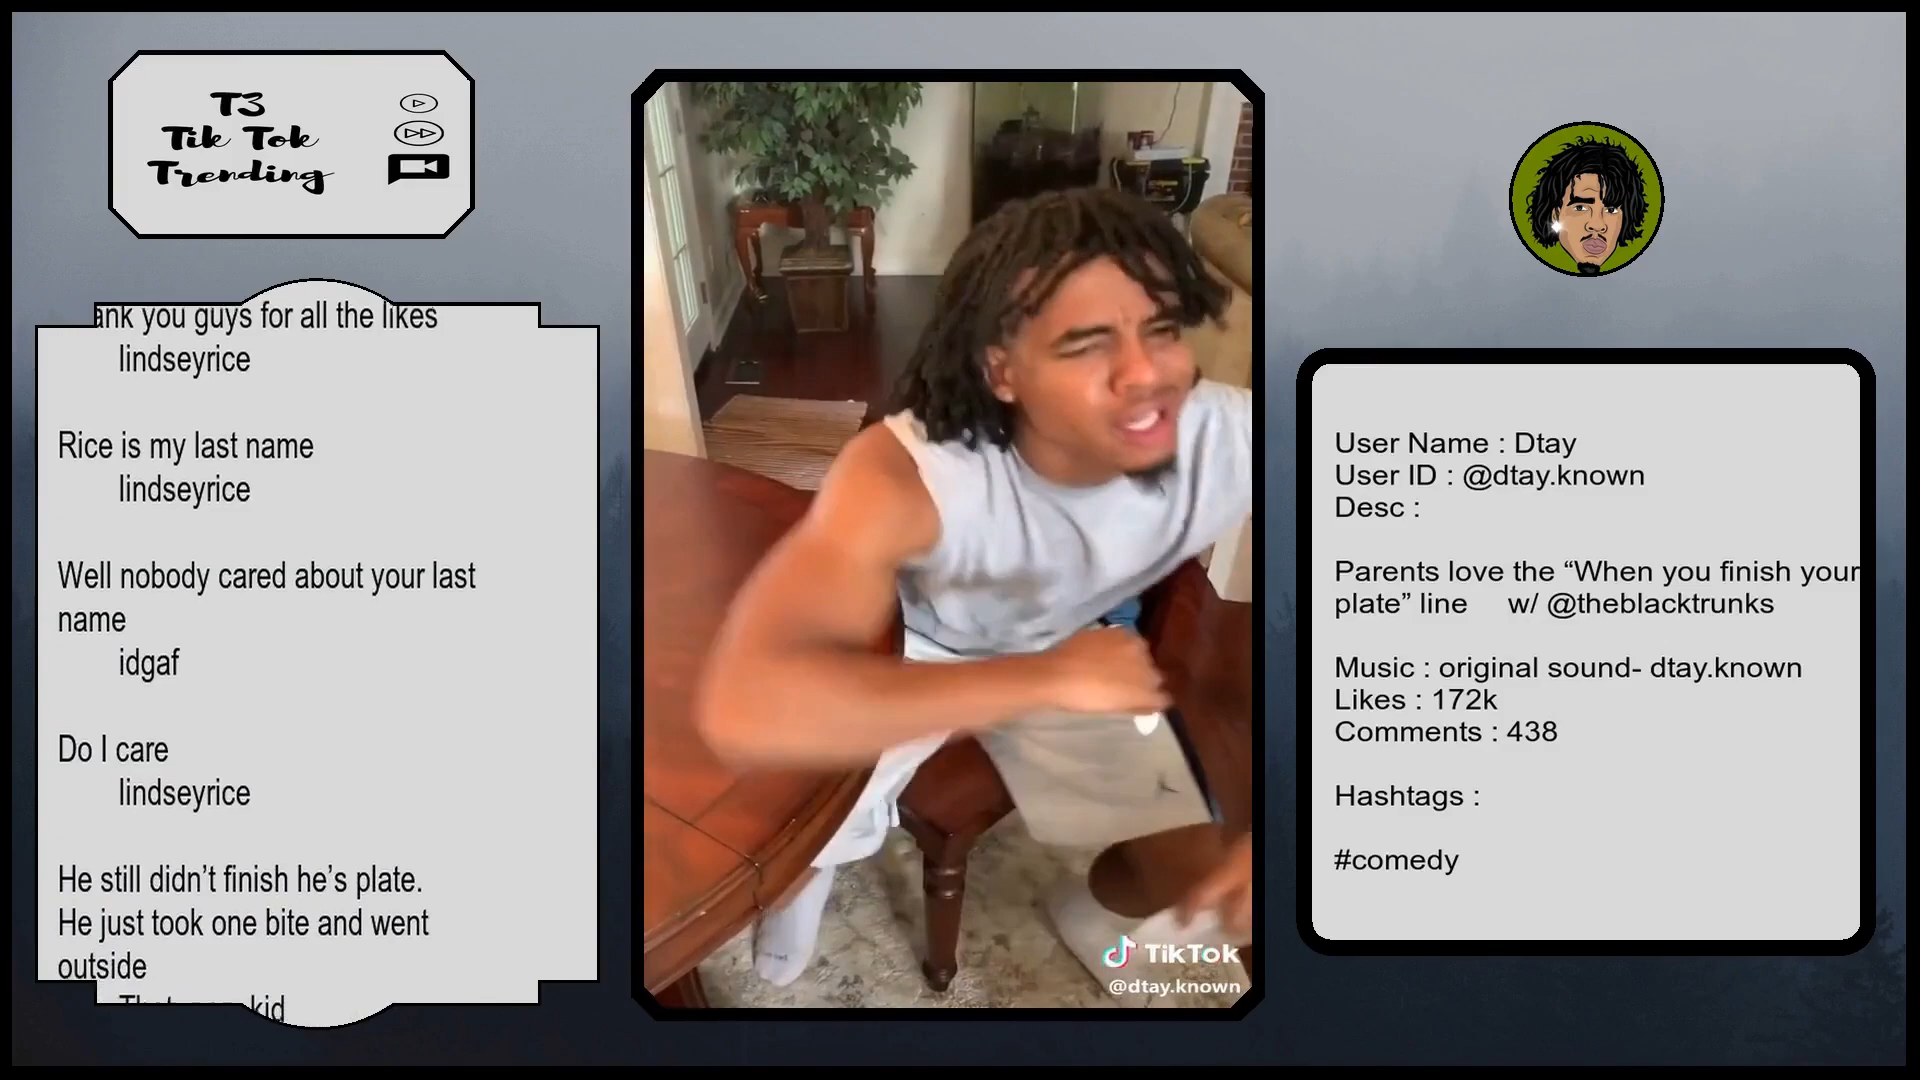 T3
Tik Tok
Trending
ank you guys for all the likes
lindseyrice
Rice is my last name
lindseyrice
Well nobody cared about your last
name
idgaf
Do I care
lindseyrice
He still didn’t finish he’s plate.
He just took one bite and went
outside
kid
TikTok
@dtay.known
User Name : Dtay
User ID : @dtay.known
Desc :
Parents love the “When you finish your
plate” line w/ @theblacktrunks
Music : original sound- dtay.known
Likes : 172k
Comments : 438
Hashtags :
#comedy